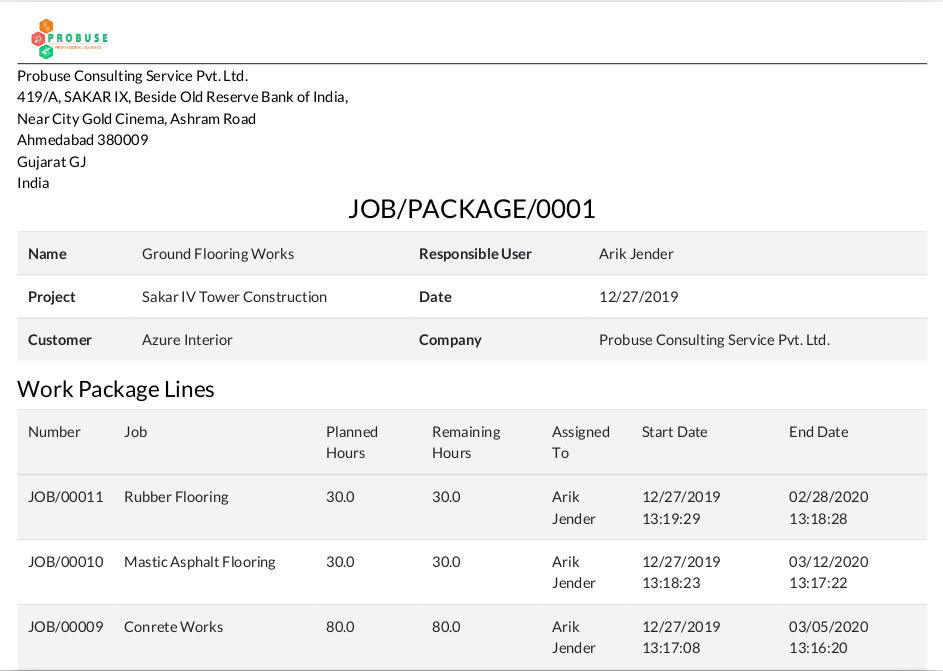 PROBUSE
PROFESSIONAL BUSINESS
Probuse Consulting Service Pvt. Ltd.
419/A, SAKAR IX, Beside Old Reserve Bank of India,
Near City Gold Cinema, Ashram Road
Ahmedabad 380009
Gujarat GJ
India
JOB/PACKAGE/0001
Name Ground Flooring Works Responsible User Arik Jender
Project Sakar IV Tower Construction Date 12/27/2019
Customer Azure Interior Company Probuse Consulting Service Pvt. Ltd.
Work Package Lines
Number Job Planned Remaining Assigned Start Date End Date
Hours Hours To
JOB/00011 Rubber Flooring 30.0 30.0 Arik 12/27/2019 02/28/2020
Jender 13:19:29 13:18:28
JOB/00010 Mastic Asphalt Flooring 30.0 30.0 Arik 12/27/2019 03/12/2020
Jender 13:18:23 13:17:22
JOB/00009 Conrete Works 80.0 80.0 Arik 12/27/2019 03/05/2020
Jender 13:17:08 13:16:20